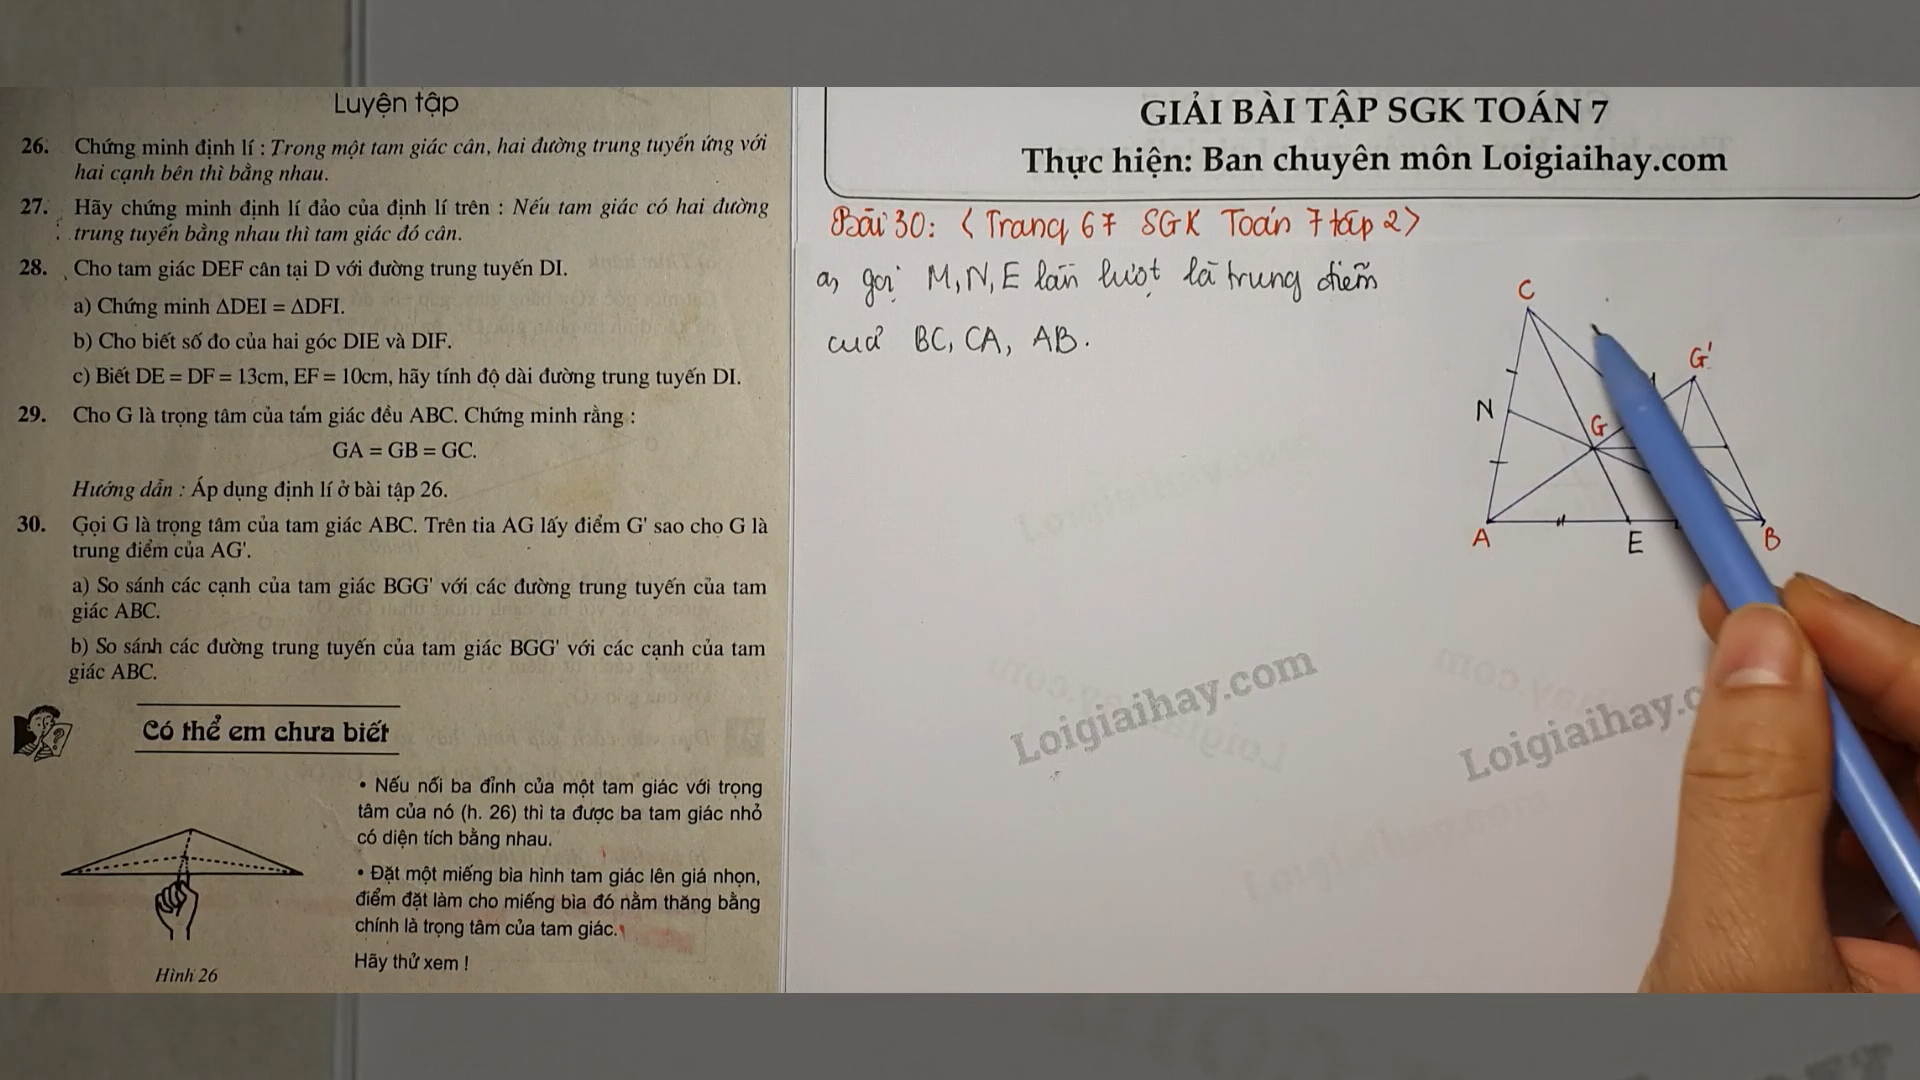 Luyện tập
26. Chứng minh định lí : Trong một tam giác cân, hai đường trung tuyến ứng với
hai cạnh bên thì bằng nhau.
27. Hãy chứng minh định lí đảo của định lí trên : Nếu tam giác có hai đường
trung tuyến bằng nhau thì tam giác đó cân.
28. Cho tam giác DEF cân tại D với đường trung tuyến DI.
a) Chứng minh ΔDEI = ΔDFI.
b) Cho biết số đo của hai góc DIE và DIF.
c) Biết DE = DF = 13cm, EF = 10cm, hãy tính độ dài đường trung tuyến DI.
29. Cho G là trọng tâm của tam giác đều ABC. Chứng minh rằng :
GA = GB = GC.
Hướng dẫn : Áp dụng định lí ở bài tập 26.
30. Gọi G là trọng tâm của tam giác ABC. Trên tia AG lấy điểm G' sao cho G là
trung điểm của AG'.
a) So sánh các cạnh của tam giác BGG' với các đường trung tuyến của tam
giác ABC.
b) So sánh các đường trung tuyến của tam giác BGG' với các cạnh của tam
giác ABC.
Có thể em chưa biết
• Nếu nối ba đỉnh của một tam giác với trọng
tâm của nó (h. 26) thì ta được ba tam giác nhỏ
có diện tích bằng nhau.
• Đặt một miếng bìa hình tam giác lên giá nhọn,
điểm đặt làm cho miếng bìa đó nằm thăng bằng
chính là trọng tâm của tam giác.
Hãy thử xem !
Hình 26
GIẢI BÀI TẬP SGK TOÁN 7
Thực hiện: Ban chuyên môn Loigiaihay.com
Bài 30: < Trang 67 SGK Toán 7 tập 2>
a, gọi M, N, E lần lượt là trung điểm
của BC, CA, AB.
C
G'
N
G
A
E
B
Loigiaihay.com
Loigiaihay.c